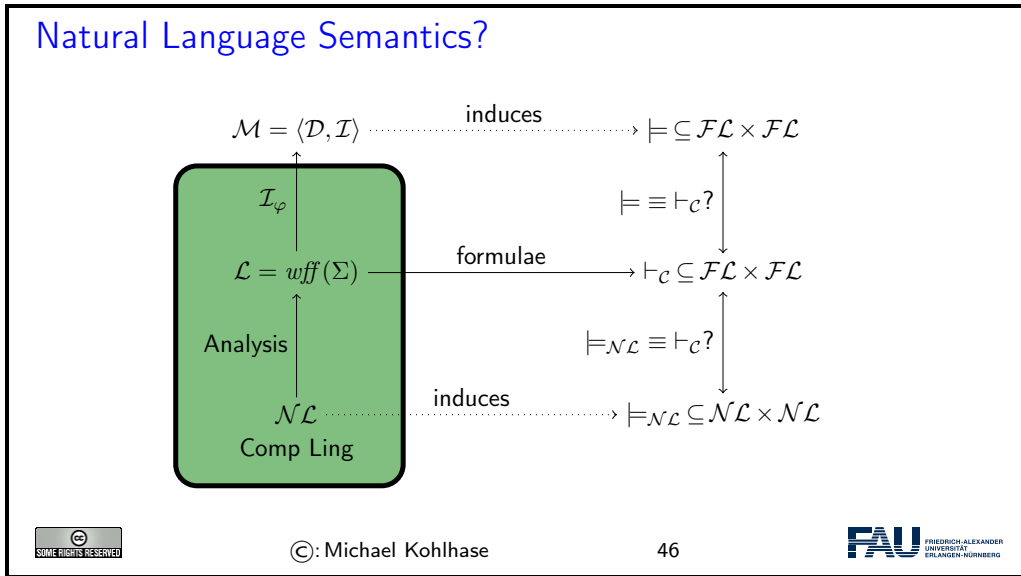 Natural Language Semantics?
ℳ = ⟨𝒟, ℐ⟩ induces ⊨ ⊆ ℱℒ × ℱℒ
ℐ_φ ⊨ ≡ ⊢_𝒞?
ℒ = wff(Σ) formulae ⊢_𝒞 ⊆ ℱℒ × ℱℒ
Analysis ⊨_𝒩ℒ ≡ ⊢_𝒞?
𝒩ℒ induces ⊨_𝒩ℒ ⊆ 𝒩ℒ × 𝒩ℒ
Comp Ling
cc
SOME RIGHTS RESERVED
©: Michael Kohlhase 46
FAU
FRIEDRICH-ALEXANDER
UNIVERSITÄT
ERLANGEN-NÜRNBERG